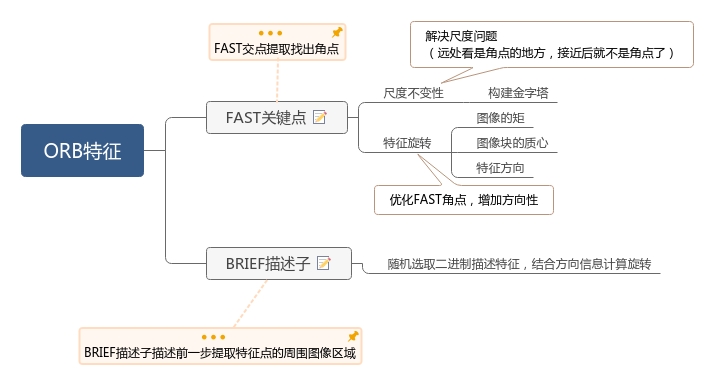 FAST交点提取找出角点
解决尺度问题
（远处看是角点的地方，接近后就不是角点了）
尺度不变性
构建金字塔
FAST关键点
图像的矩
ORB特征
特征旋转
图像块的质心
特征方向
优化FAST角点，增加方向性
BRIEF描述子
随机选取二进制描述特征，结合方向信息计算旋转
BRIEF描述子描述前一步提取特征点的周围图像区域